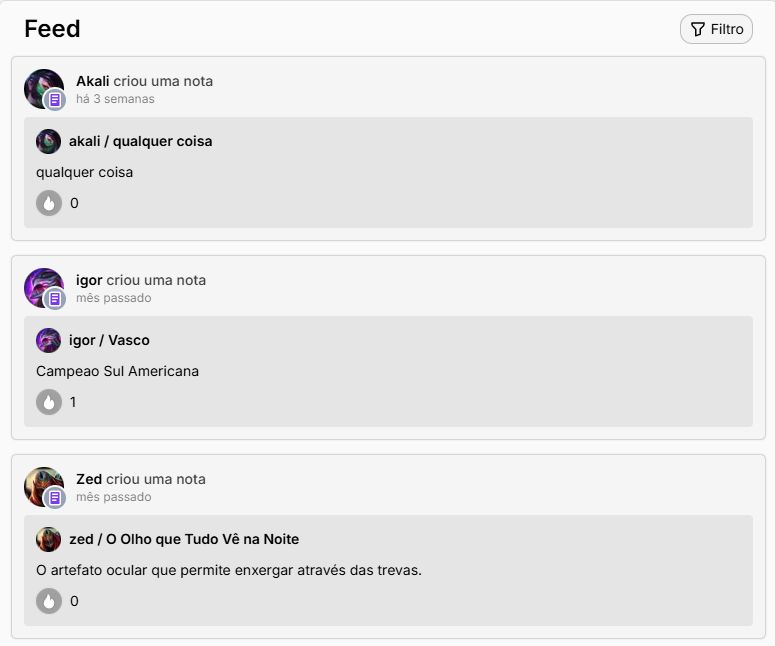 Feed
Filtro
Akali criou uma nota
há 3 semanas
akali / qualquer coisa
qualquer coisa
0
igor criou uma nota
mês passado
igor / Vasco
Campeao Sul Americana
1
Zed criou uma nota
mês passado
zed / O Olho que Tudo Vê na Noite
O artefato ocular que permite enxergar através das trevas.
0